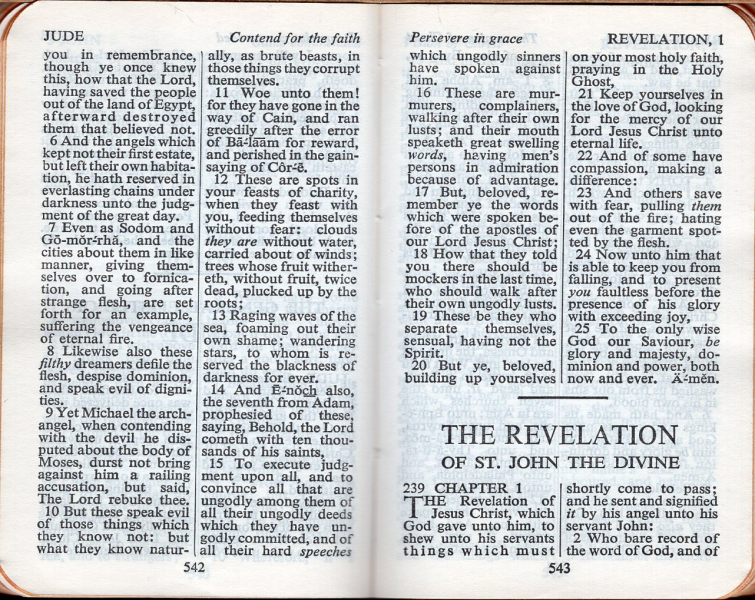 JUDE
Contend for the faith
you in remembrance,
though ye once knew
this, how that the Lord,
having saved the people
out of the land of Egypt,
afterward destroyed
them that believed not.
6 And the angels which
kept not their first estate,
but left their own habita-
tion, he hath reserved in
everlasting chains under
darkness unto the judg-
ment of the great day.
7 Even as Sodom and
Gō-mŏr´-rhă, and the
cities about them in like
manner, giving them-
selves over to fornica-
tion, and going after
strange flesh, are set
forth for an example,
suffering the vengeance
of eternal fire.
8 Likewise also these
filthy dreamers defile the
flesh, despise dominion,
and speak evil of digni-
ties.
9 Yet Michael the arch-
angel, when contending
with the devil he dis-
puted about the body of
Moses, durst not bring
against him a railing
accusation, but said,
The Lord rebuke thee.
10 But these speak evil
of those things which
they know not: but
what they know natur-
ally, as brute beasts, in
those things they corrupt
themselves.
11 Woe unto them!
for they have gone in the
way of Cain, and ran
greedily after the error
of Bā´-laăm for reward,
and perished in the gain-
saying of Côr´-ē.
12 These are spots in
your feasts of charity,
when they feast with
you, feeding themselves
without fear: clouds
they are without water,
carried about of winds;
trees whose fruit wither-
eth, without fruit, twice
dead, plucked up by the
roots;
13 Raging waves of the
sea, foaming out their
own shame; wandering
stars, to whom is re-
served the blackness of
darkness for ever.
14 And Ē´-nŏch also,
the seventh from Adam,
prophesied of these,
saying, Behold, the Lord
cometh with ten thou-
sands of his saints,
15 To execute judg-
ment upon all, and to
convince all that are
ungodly among them of
all their ungodly deeds
which they have un-
godly committed, and of
all their hard speeches
542
Persevere in grace
REVELATION, 1
which ungodly sinners
have spoken against
him.
16 These are mur-
murers, complainers,
walking after their own
lusts; and their mouth
speaketh great swelling
words, having men's
persons in admiration
because of advantage.
17 But, beloved, re-
member ye the words
which were spoken be-
fore of the apostles of
our Lord Jesus Christ;
18 How that they told
you there should be
mockers in the last time,
who should walk after
their own ungodly lusts.
19 These be they who
separate themselves,
sensual, having not the
Spirit.
20 But ye, beloved,
building up yourselves
on your most holy faith,
praying in the Holy
Ghost,
21 Keep yourselves in
the love of God, looking
for the mercy of our
Lord Jesus Christ unto
eternal life.
22 And of some have
compassion, making a
difference:
23 And others save
with fear, pulling them
out of the fire; hating
even the garment spot-
ted by the flesh.
24 Now unto him that
is able to keep you from
falling, and to present
you faultless before the
presence of his glory
with exceeding joy,
25 To the only wise
God our Saviour, be
glory and majesty, do-
minion and power, both
now and ever. Ā´-mĕn.
THE REVELATION
OF ST. JOHN THE DIVINE
239 CHAPTER 1
THE Revelation of
Jesus Christ, which
God gave unto him, to
shew unto his servants
things which must
shortly come to pass;
and he sent and signified
it by his angel unto his
servant John:
2 Who bare record of
the word of God, and of
543